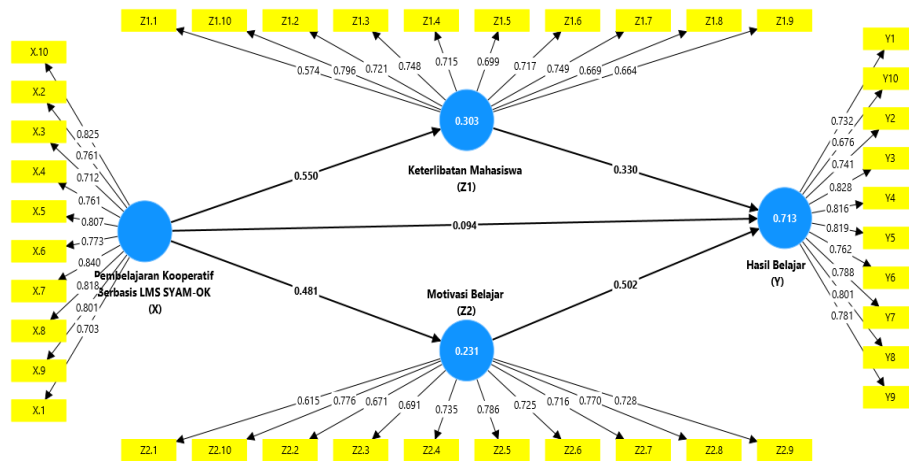 Z1.1 Z1.10 Z1.2 Z1.3 Z1.4 Z1.5 Z1.6 Z1.7 Z1.8 Z1.9
0.574 0.796 0.721 0.748 0.715 0.699 0.717 0.749 0.669 0.664
0.303
Keterlibatan Mahasiswa
(Z1)
X.10
X.2
X.3
X.4
X.5
X.6
X.7
X.8
X.9
X.1
0.825
0.761
0.712
0.761
0.807
0.773
0.840
0.818
0.801
0.703
Pembelajaran Kooperatif
Berbasis LMS SYAM-OK
(X)
0.550
0.330
0.094
0.481
0.502
0.713
Hasil Belajar
(Y)
0.732
0.676
0.741
0.828
0.816
0.819
0.762
0.788
0.801
0.781
Y1
Y10
Y2
Y3
Y4
Y5
Y6
Y7
Y8
Y9
Motivasi Belajar
(Z2)
0.231
0.615 0.776 0.671 0.691 0.735 0.786 0.725 0.716 0.770 0.728
Z2.1 Z2.10 Z2.2 Z2.3 Z2.4 Z2.5 Z2.6 Z2.7 Z2.8 Z2.9